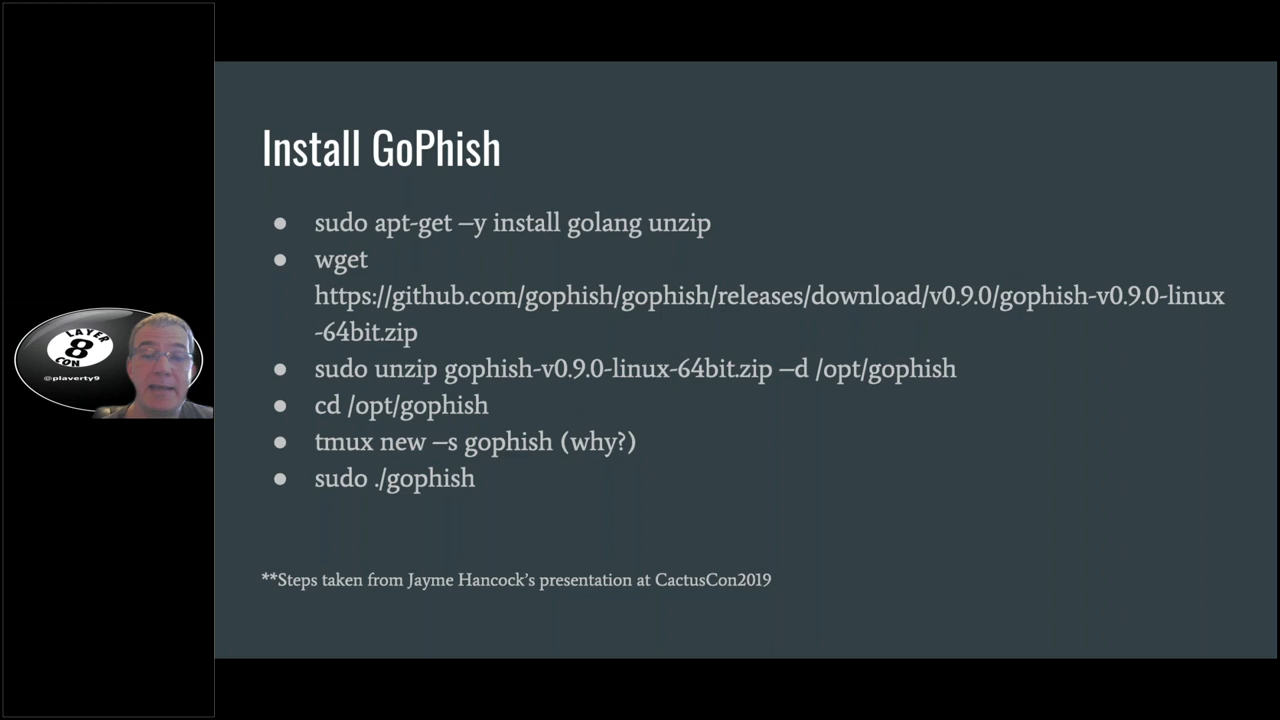 Install GoPhish
● sudo apt-get –y install golang unzip
● wget
https://github.com/gophish/gophish/releases/download/v0.9.0/gophish-v0.9.0-linux
-64bit.zip
● sudo unzip gophish-v0.9.0-linux-64bit.zip –d /opt/gophish
● cd /opt/gophish
● tmux new –s gophish (why?)
● sudo ./gophish
**Steps taken from Jayme Hancock’s presentation at CactusCon2019
LAYER
8
CON
@plaverty9